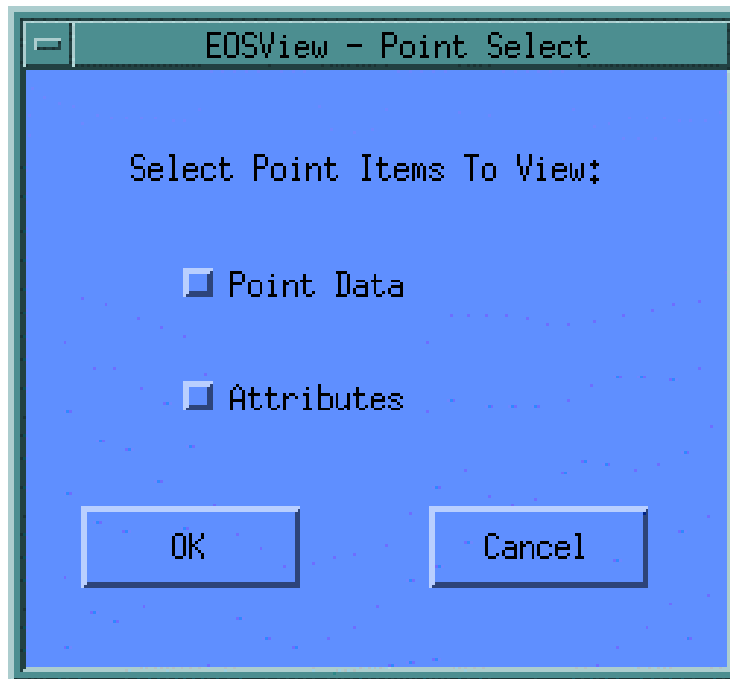 EOSView - Point Select
Select Point Items To View:
Point Data
Attributes
OK
Cancel